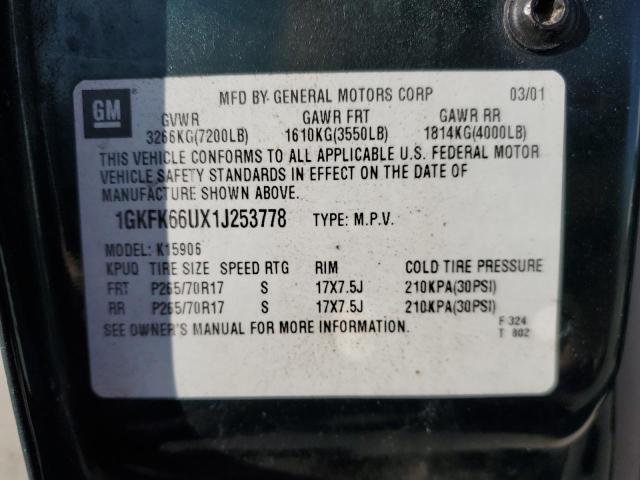 GM
MFD BY GENERAL MOTORS CORP 03/01
GVWR GAWR FRT GAWR RR
3266KG(7200LB) 1610KG(3550LB) 1814KG(4000LB)
THIS VEHICLE CONFORMS TO ALL APPLICABLE U.S. FEDERAL MOTOR
VEHICLE SAFETY STANDARDS IN EFFECT ON THE DATE OF
MANUFACTURE SHOWN ABOVE.
1GKFK66UX1J253778 TYPE: M.P.V.
MODEL: K15906
KPUQ TIRE SIZE SPEED RTG RIM COLD TIRE PRESSURE
FRT P265/70R17 S 17X7.5J 210KPA(30PSI)
RR P265/70R17 S 17X7.5J 210KPA(30PSI)
SEE OWNER'S MANUAL FOR MORE INFORMATION.
F 324
T 802